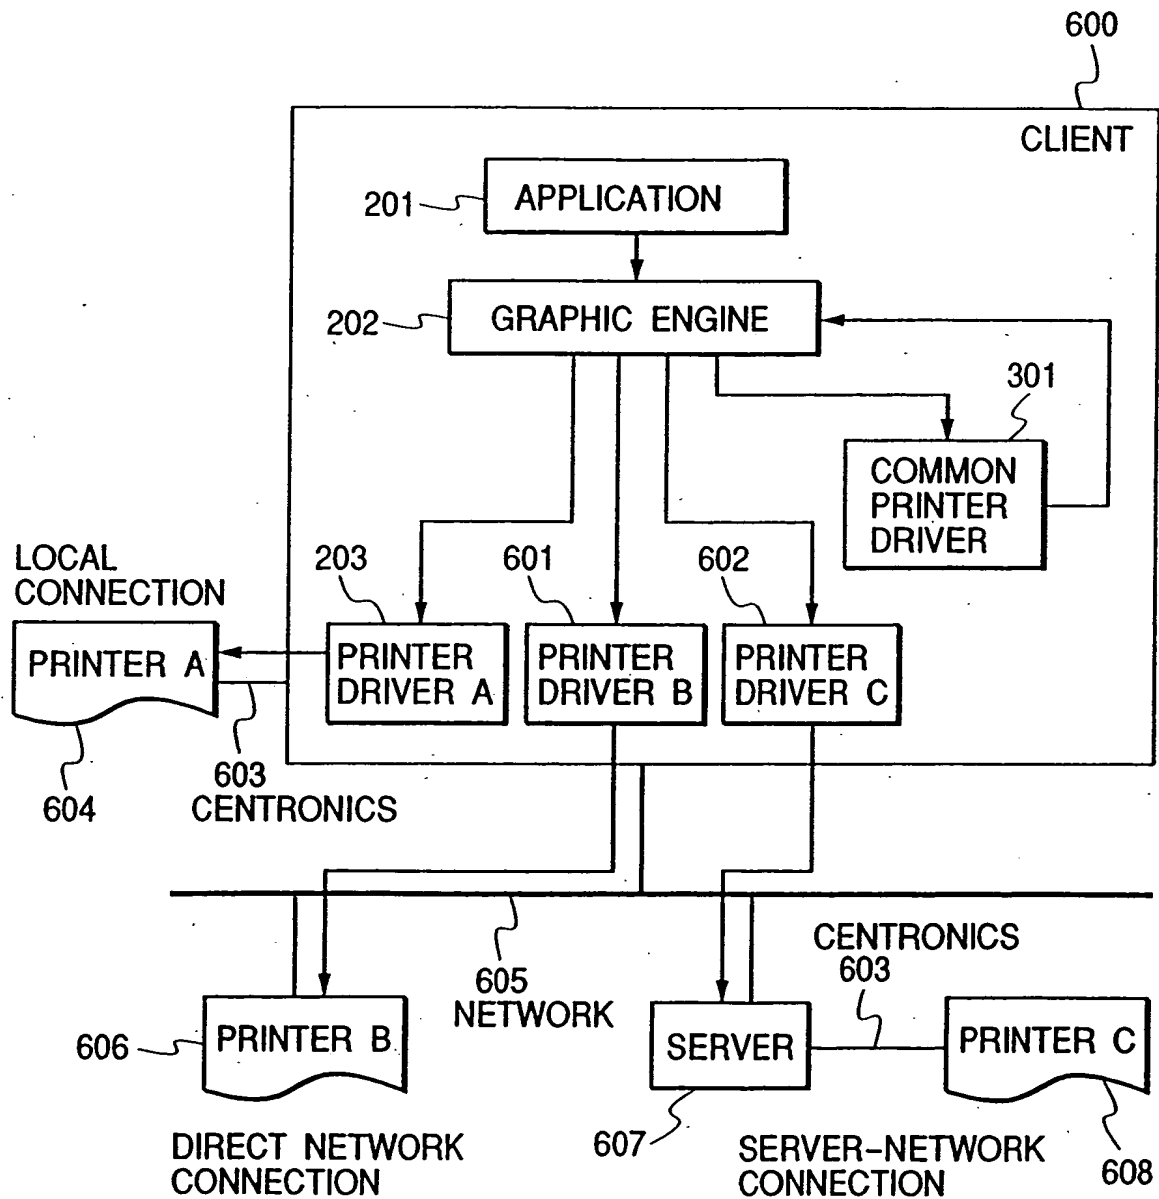 600
CLIENT
APPLICATION
201
GRAPHIC ENGINE
202
301
COMMON
PRINTER
DRIVER
LOCAL
CONNECTION
203
601
602
PRINTER A
PRINTER
DRIVER A
PRINTER
DRIVER B
PRINTER
DRIVER C
603
CENTRONICS
604
CENTRONICS
603
605
NETWORK
606
PRINTER B
SERVER
PRINTER C
607
608
DIRECT NETWORK
CONNECTION
SERVER-NETWORK
CONNECTION